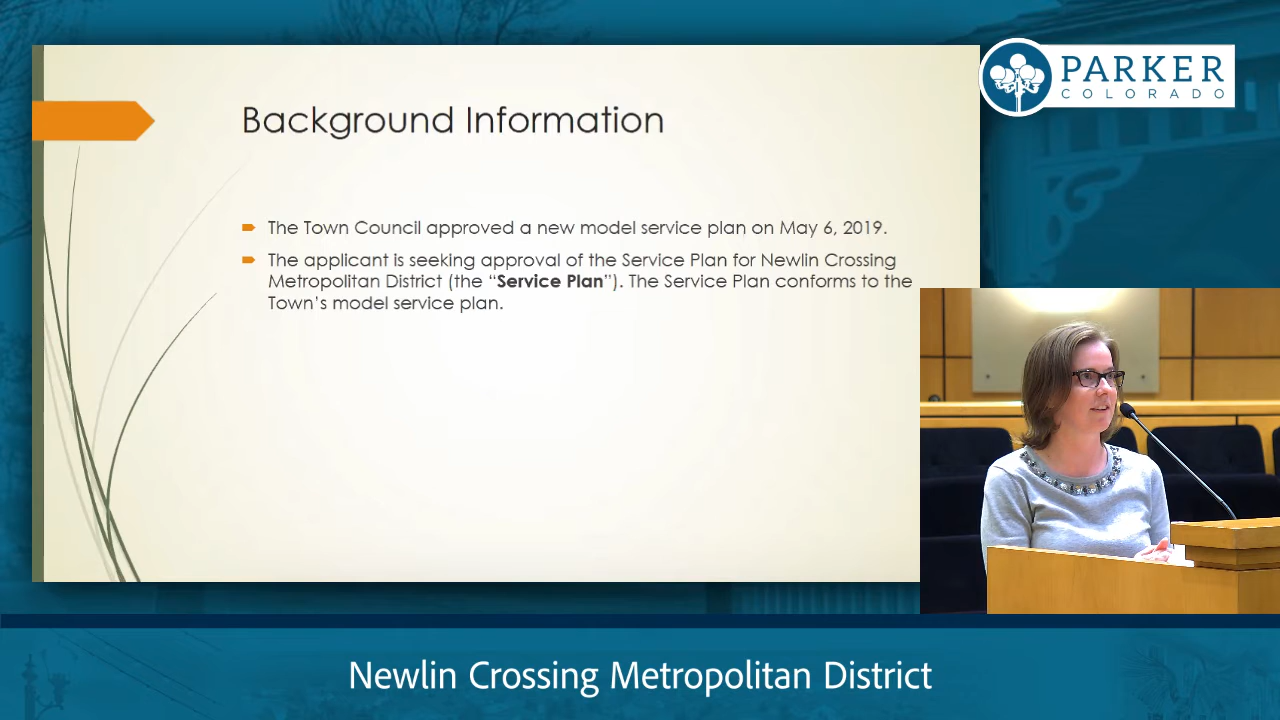 PARKER
COLORADO
Background Information
The Town Council approved a new model service plan on May 6, 2019.
The applicant is seeking approval of the Service Plan for Newlin Crossing
Metropolitan District (the “Service Plan”). The Service Plan conforms to the
Town’s model service plan.
Newlin Crossing Metropolitan District